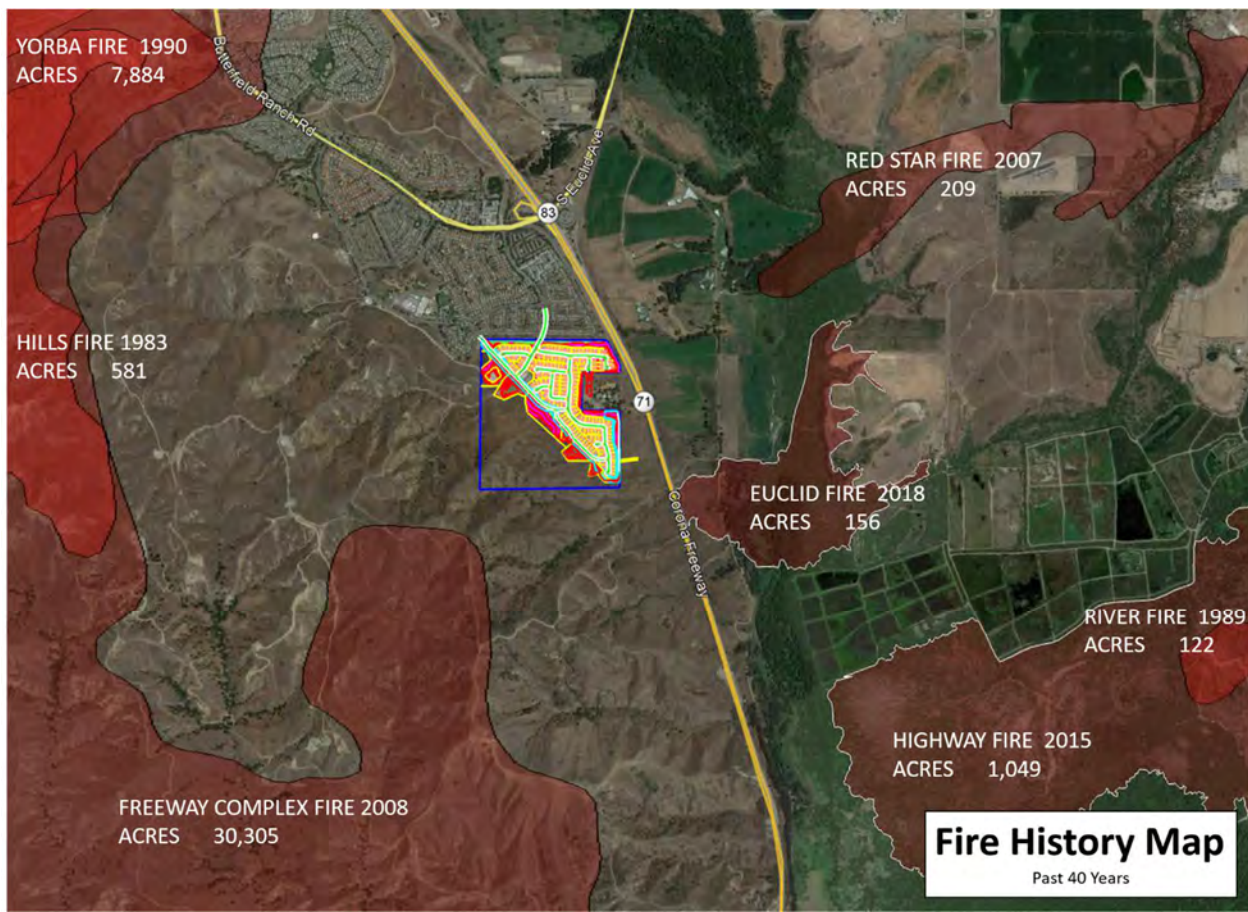 YORBA FIRE 1990
ACRES 7,884
Butterfield Ranch Rd
S Euclid Ave
83
RED STAR FIRE 2007
ACRES 209
HILLS FIRE 1983
ACRES 581
71
Corona Freeway
EUCLID FIRE 2018
ACRES 156
RIVER FIRE 1989
ACRES 122
HIGHWAY FIRE 2015
ACRES 1,049
FREEWAY COMPLEX FIRE 2008
ACRES 30,305
Fire History Map
Past 40 Years